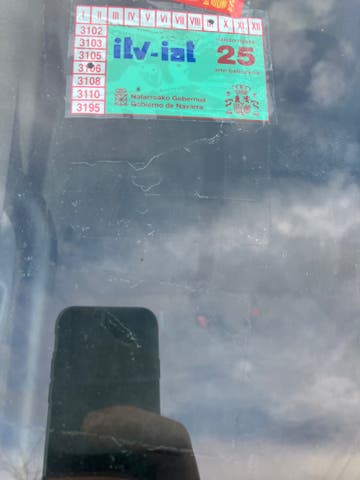 I II III IV V VI VII VIII X XI XII
3102
3103
3105
3106
3108
3110
3195
itv-iat
25
Nafarroako Gobernua
Gobierno de Navarra